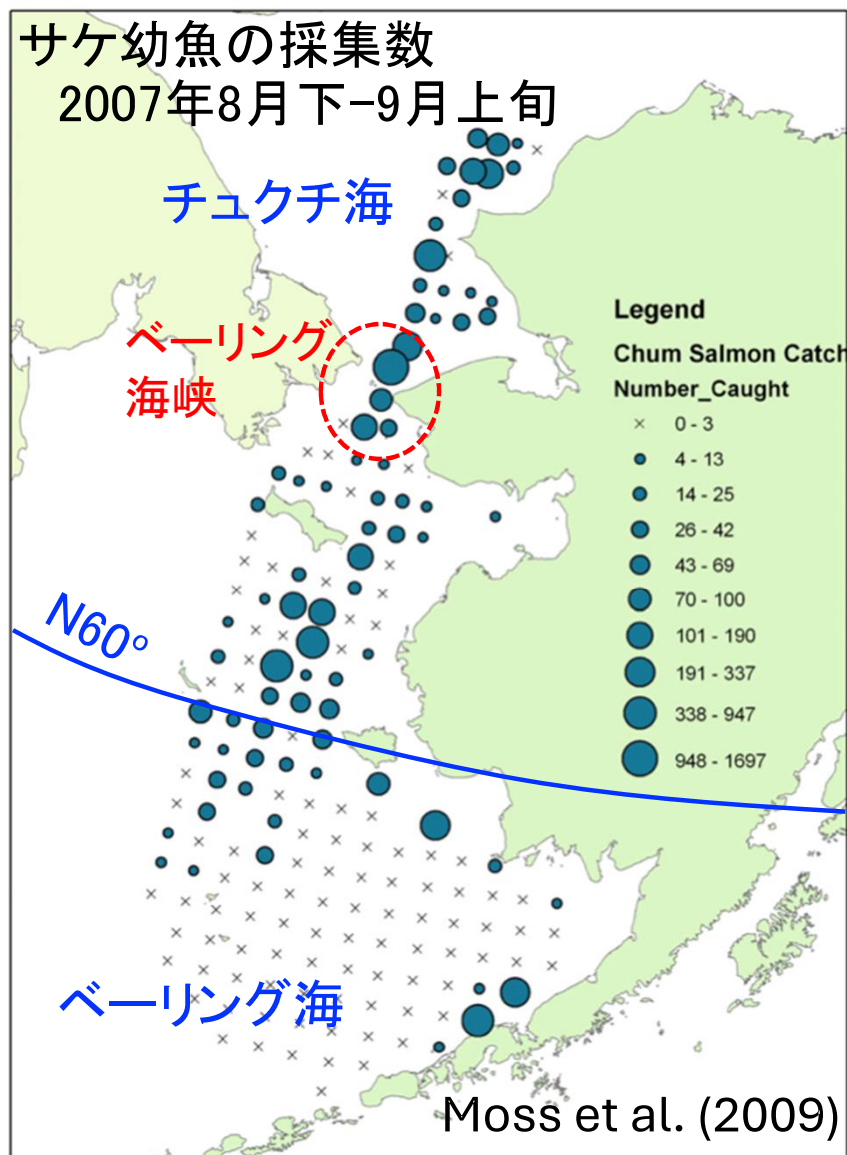 サケ幼魚の採集数
2007年8月下-9月上旬
チュクチ海
ベーリング
海峡
Legend
Chum Salmon Catch
Number_Caught
0 - 3
4 - 13
14 - 25
26 - 42
43 - 69
70 - 100
101 - 190
191 - 337
338 - 947
948 - 1697
N60°
ベーリング海
Moss et al. (2009)